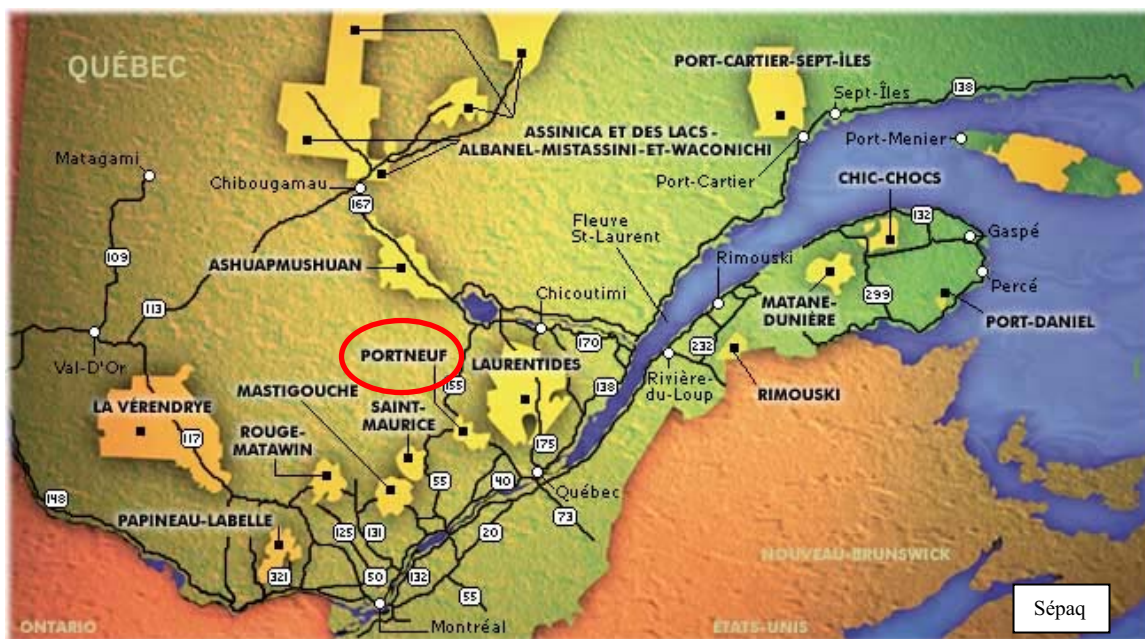 QUÉBEC
PORT-CARTIER-SEPT-ÎLES
138
Sept-Îles
ASSINICA ET DES LACS-
ALBANEL-MISTASSINI-ET-WACONICHI
Port-Menier
Matagami
Chibougamau
Port-Cartier
CHIC-CHOCS
167
132
Fleuve
St-Laurent
Gaspé
109
ASHUAPMUSHUAN
Rimouski
Percé
113
Chicoutimi
MATANE-
DUNIÈRE
299
PORT-DANIEL
Val-D'Or
PORTNEUF
LAURENTIDES
170
232
155
138
Rivière-
du-Loup
RIMOUSKI
MASTIGOUCHE
LA VÉRENDRYE
SAINT-
MAURICE
117
ROUGE-
MATAWIN
175
55
40
Québec
148
73
PAPINEAU-LABELLE
125
131
20
NOUVEAU-BRUNSWICK
321
50
132
55
Sépaq
ONTARIO
Montréal
ÉTATS-UNIS